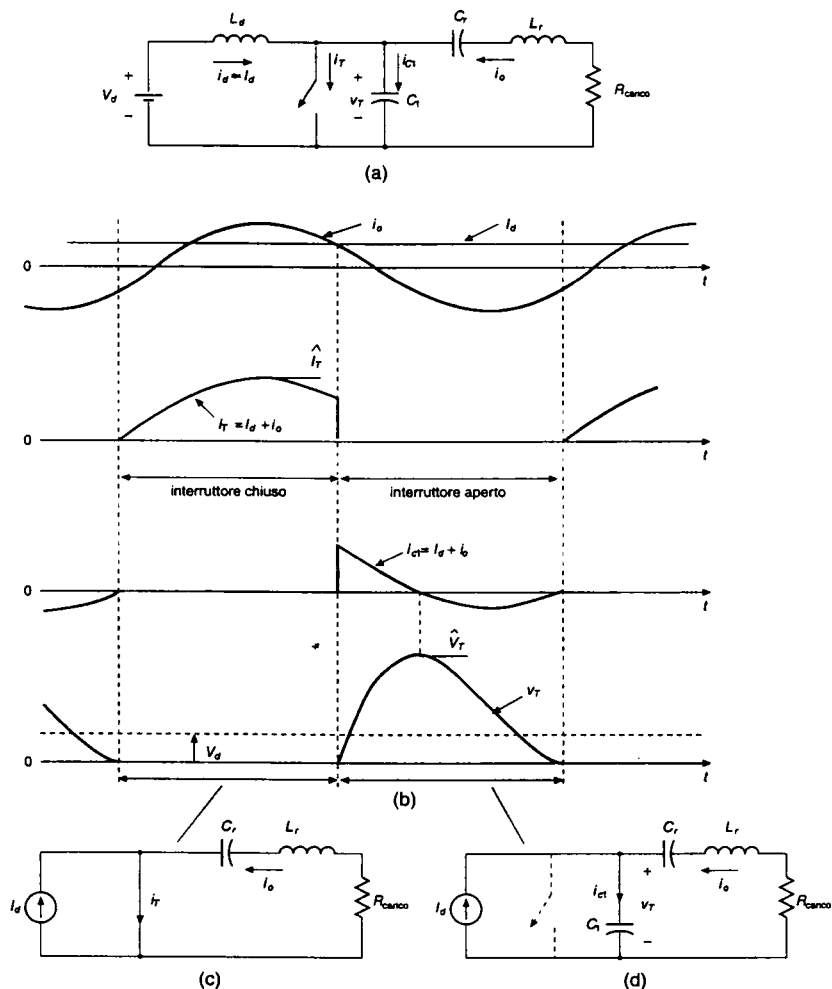 L_d
C_r
L_r
+
i_d ≃ I_d
i_T
+
i_C1
i_o
V_d
v_T
C_1
R_carico
−
−
(a)
i_o
I_d
0
t
Î_T
i_T = I_d + i_o
0
t
interruttore chiuso
interruttore aperto
i_c1 = I_d + i_o
0
t
V̂_T
v_T
V_d
0
t
(b)
C_r
L_r
I_d
i_T
i_o
R_carico
(c)
C_r
L_r
+
I_d
i_c1
v_T
i_o
R_carico
C_1
−
(d)